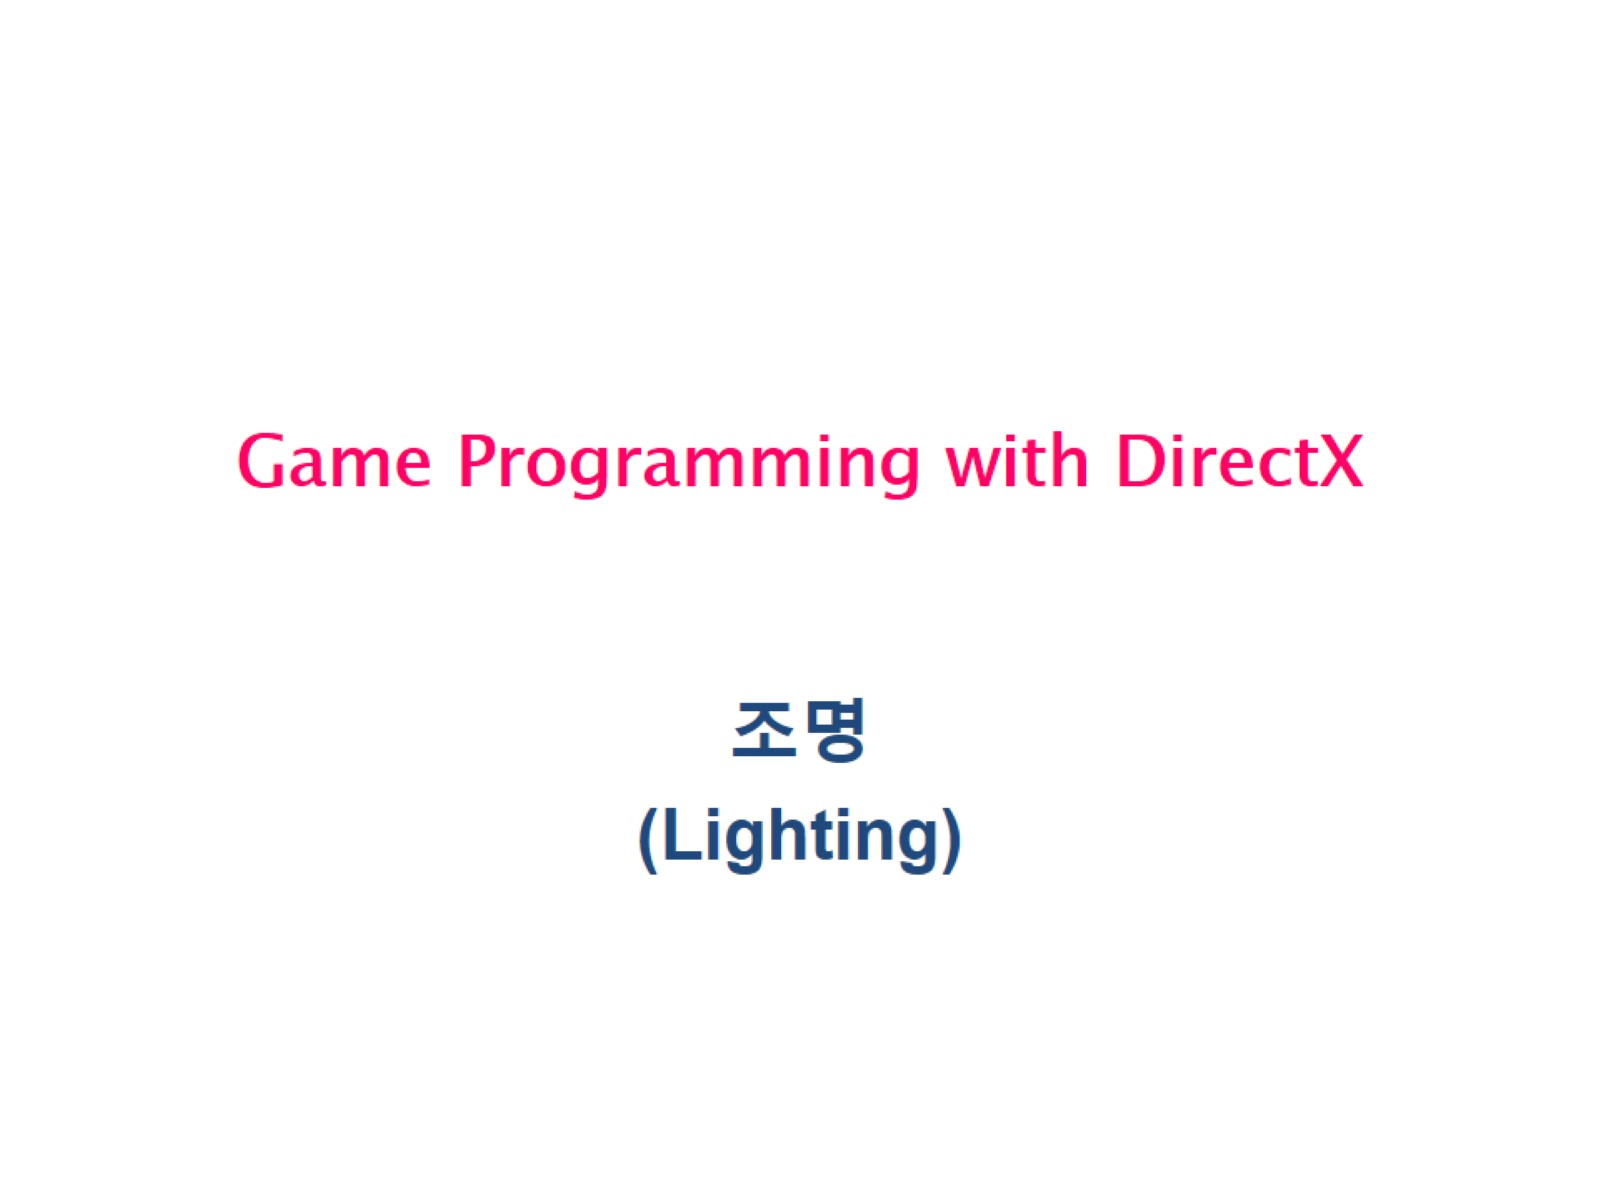 Game Programming with DirectX
조명
(Lighting)